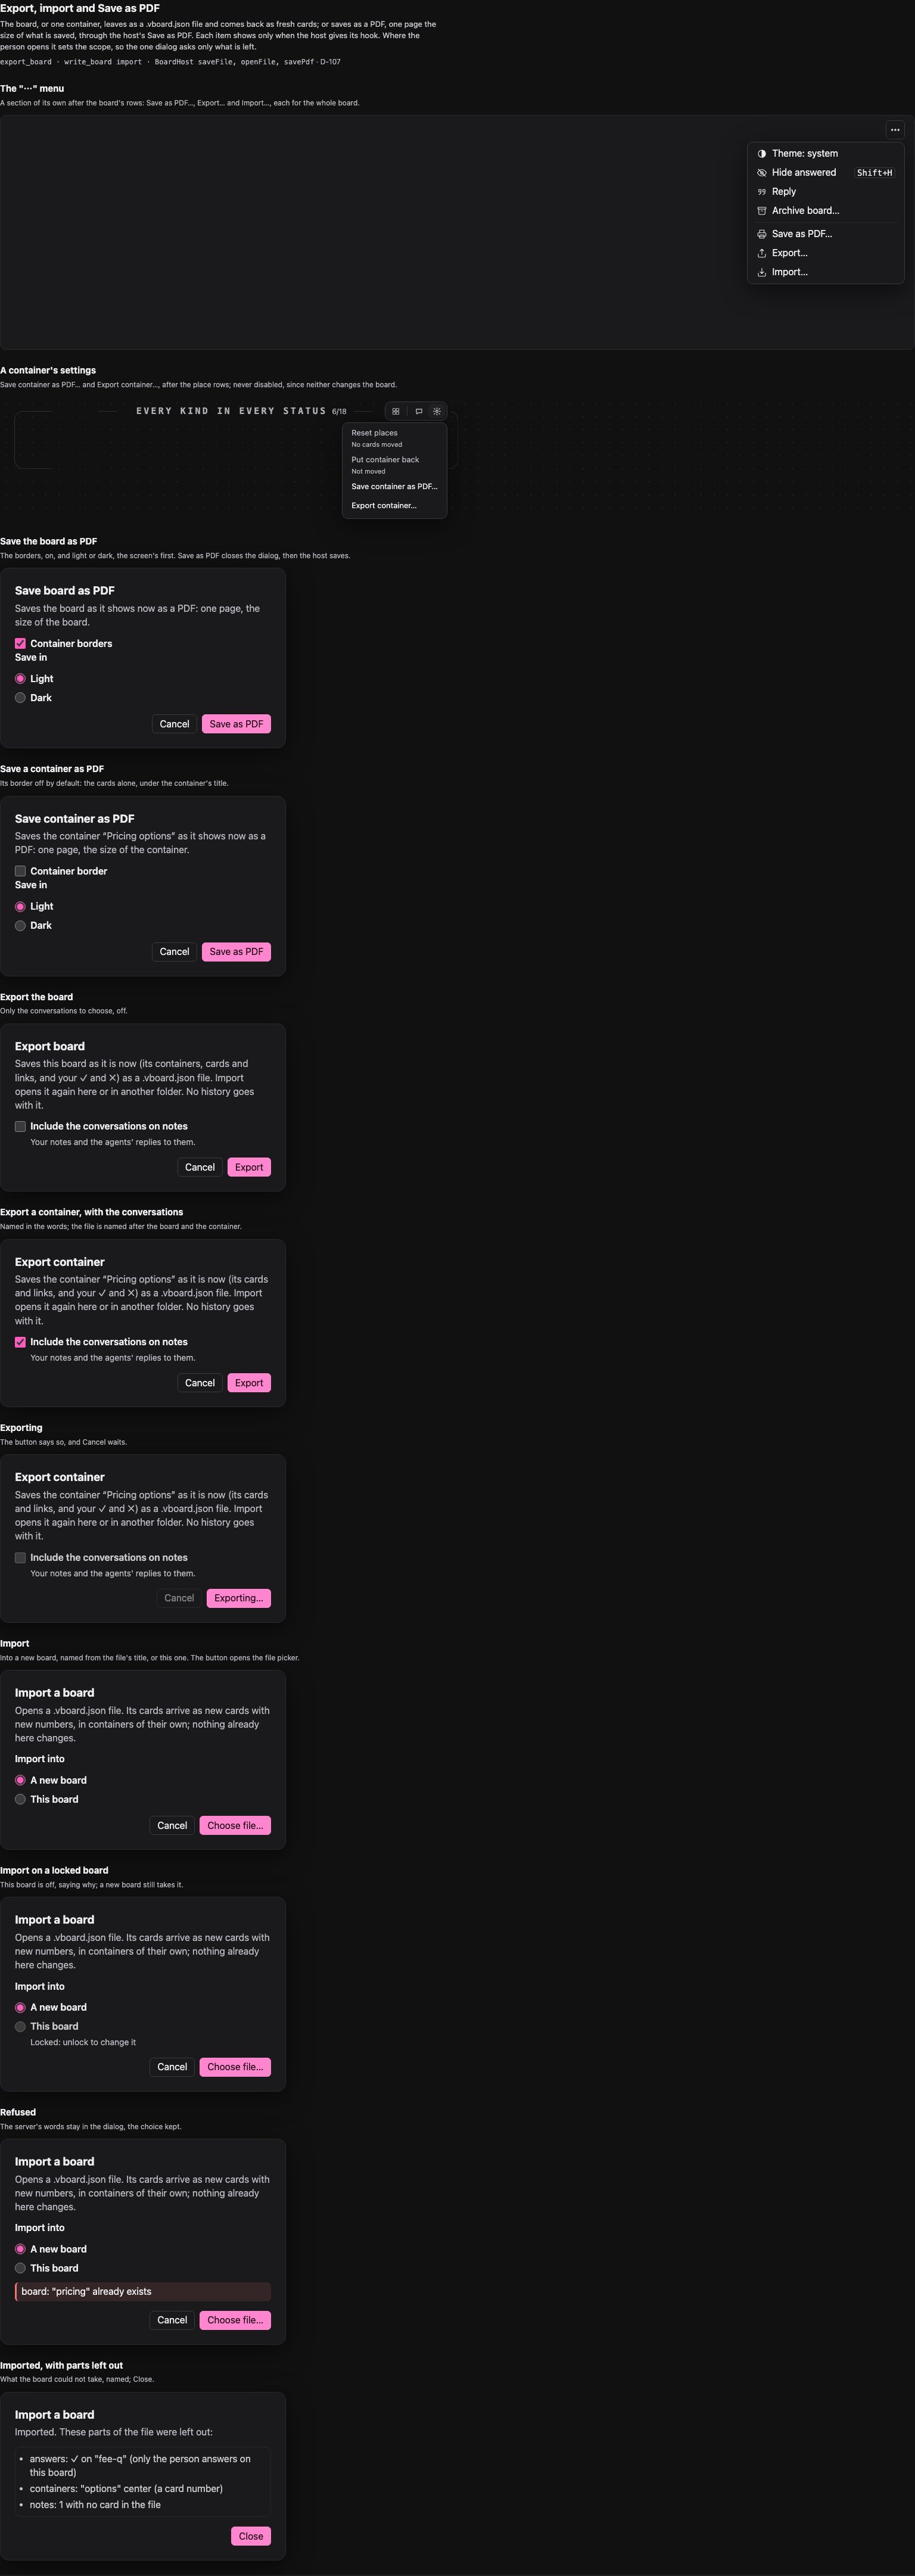 Export, import and Save as PDF
The board, or one container, leaves as a .vboard.json file and comes back as fresh cards; or saves as a PDF, one page the
size of what is saved, through the host's Save as PDF. Each item shows only when the host gives its hook. Where the
person opens it sets the scope, so the one dialog asks only what is left.
export_board · write_board import · BoardHost saveFile, openFile, savePdf · D-107
The "···" menu
A section of its own after the board's rows: Save as PDF…, Export… and Import…, each for the whole board.
Theme: system
Hide answered Shift+H
Reply
Archive board…
Save as PDF…
Export…
Import…
A container's settings
Save container as PDF… and Export container…, after the place rows; never disabled, since neither changes the board.
EVERY KIND IN EVERY STATUS 6/18
Reset places
No cards moved
Put container back
Not moved
Save container as PDF…
Export container…
Save the board as PDF
The borders, on, and light or dark, the screen's first. Save as PDF closes the dialog, then the host saves.
Save board as PDF
Saves the board as it shows now as a PDF: one page, the
size of the board.
Container borders
Save in
Light
Dark
Cancel Save as PDF
Save a container as PDF
Its border off by default: the cards alone, under the container's title.
Save container as PDF
Saves the container “Pricing options” as it shows now as a
PDF: one page, the size of the container.
Container border
Save in
Light
Dark
Cancel Save as PDF
Export the board
Only the conversations to choose, off.
Export board
Saves this board as it is now (its containers, cards and
links, and your ✓ and ✕) as a .vboard.json file. Import
opens it again here or in another folder. No history goes
with it.
Include the conversations on notes
Your notes and the agents' replies to them.
Cancel Export
Export a container, with the conversations
Named in the words; the file is named after the board and the container.
Export container
Saves the container “Pricing options” as it is now (its cards
and links, and your ✓ and ✕) as a .vboard.json file. Import
opens it again here or in another folder. No history goes
with it.
Include the conversations on notes
Your notes and the agents' replies to them.
Cancel Export
Exporting
The button says so, and Cancel waits.
Export container
Saves the container “Pricing options” as it is now (its cards
and links, and your ✓ and ✕) as a .vboard.json file. Import
opens it again here or in another folder. No history goes
with it.
Include the conversations on notes
Your notes and the agents' replies to them.
Cancel Exporting…
Import
Into a new board, named from the file's title, or this one. The button opens the file picker.
Import a board
Opens a .vboard.json file. Its cards arrive as new cards with
new numbers, in containers of their own; nothing already
here changes.
Import into
A new board
This board
Cancel Choose file…
Import on a locked board
This board is off, saying why; a new board still takes it.
Import a board
Opens a .vboard.json file. Its cards arrive as new cards with
new numbers, in containers of their own; nothing already
here changes.
Import into
A new board
This board
Locked: unlock to change it
Cancel Choose file…
Refused
The server's words stay in the dialog, the choice kept.
Import a board
Opens a .vboard.json file. Its cards arrive as new cards with
new numbers, in containers of their own; nothing already
here changes.
Import into
A new board
This board
board: "pricing" already exists
Cancel Choose file…
Imported, with parts left out
What the board could not take, named; Close.
Import a board
Imported. These parts of the file were left out:
• answers: ✓ on "fee-q" (only the person answers on
this board)
• containers: "options" center (a card number)
• notes: 1 with no card in the file
Close